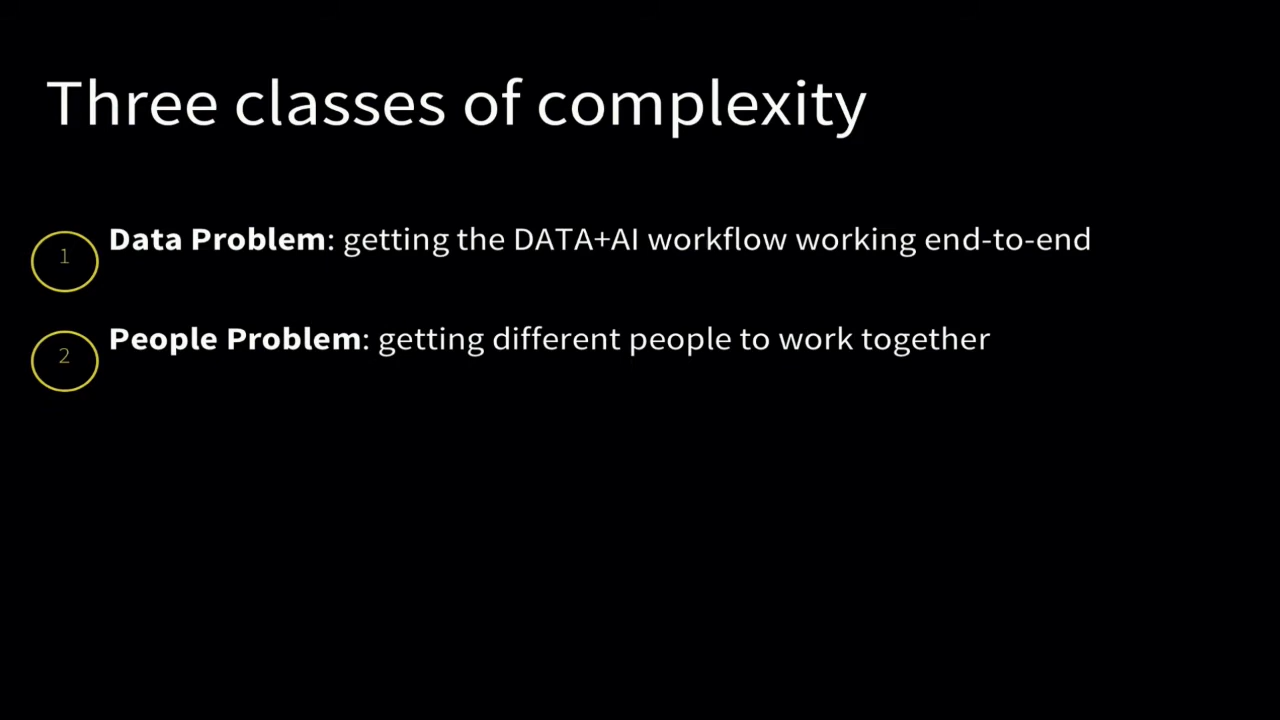 Three classes of complexity
1 Data Problem: getting the DATA+AI workflow working end-to-end
2 People Problem: getting different people to work together